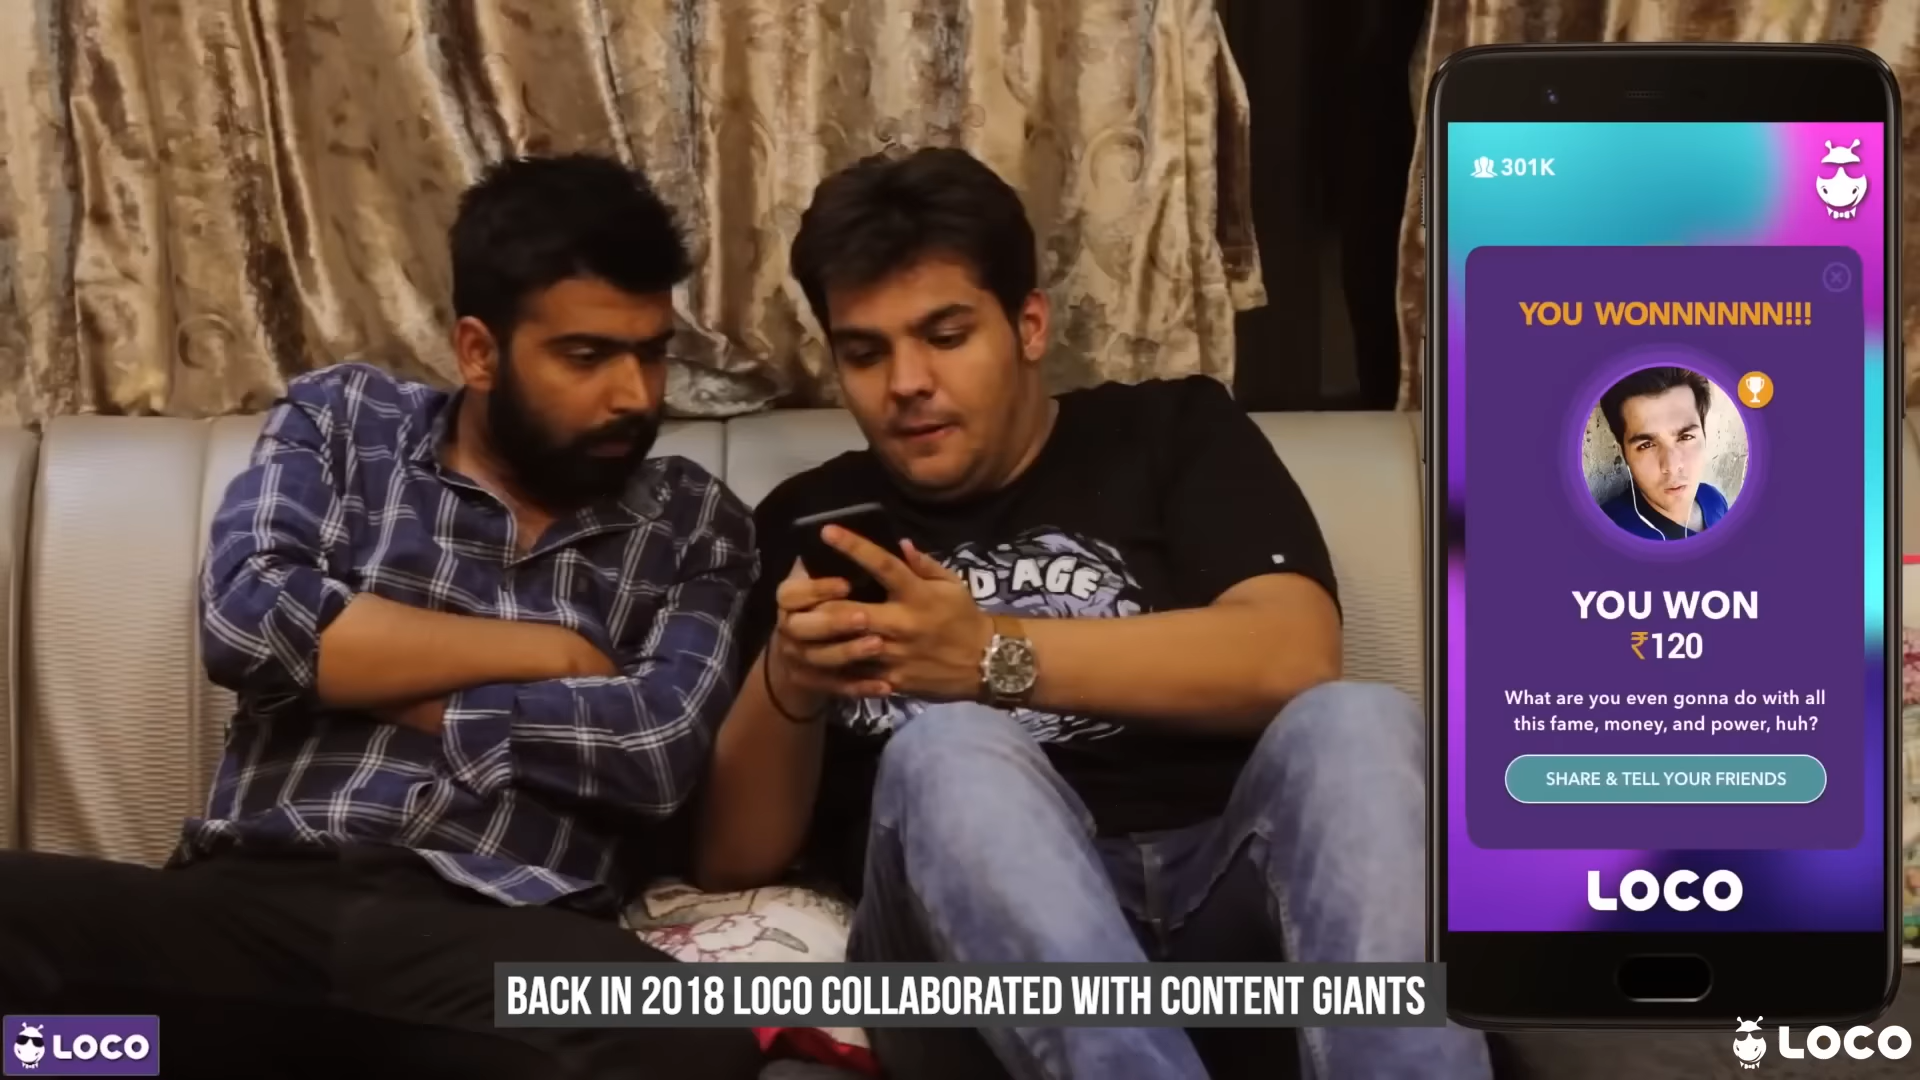 301K
YOU WONNNNNN!!!
YOU WON
₹120
What are you even gonna do with all
this fame, money, and power, huh?
SHARE & TELL YOUR FRIENDS
LOCO
D-AGE
BACK IN 2018 LOCO COLLABORATED WITH CONTENT GIANTS
LOCO
LOCO